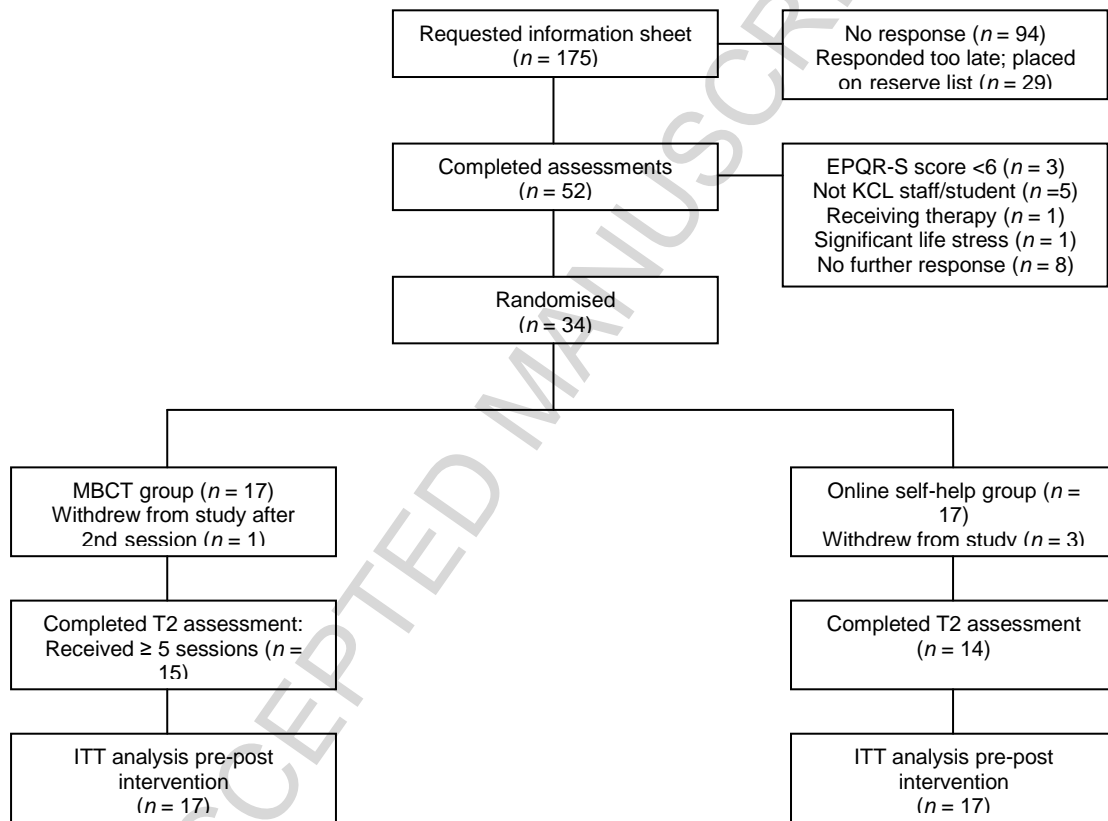 Requested information sheet
(n = 175)
No response (n = 94)
Responded too late; placed
on reserve list (n = 29)
Completed assessments
(n = 52)
EPQR-S score <6 (n = 3)
Not KCL staff/student (n =5)
Receiving therapy (n = 1)
Significant life stress (n = 1)
No further response (n = 8)
Randomised
(n = 34)
MBCT group (n = 17)
Withdrew from study after
2nd session (n = 1)
Online self-help group (n =
17)
Withdrew from study (n = 3)
Completed T2 assessment:
Received ≥ 5 sessions (n =
15)
Completed T2 assessment
(n = 14)
ITT analysis pre-post
intervention
(n = 17)
ITT analysis pre-post
intervention
(n = 17)
CCEPTED MANUSCRI